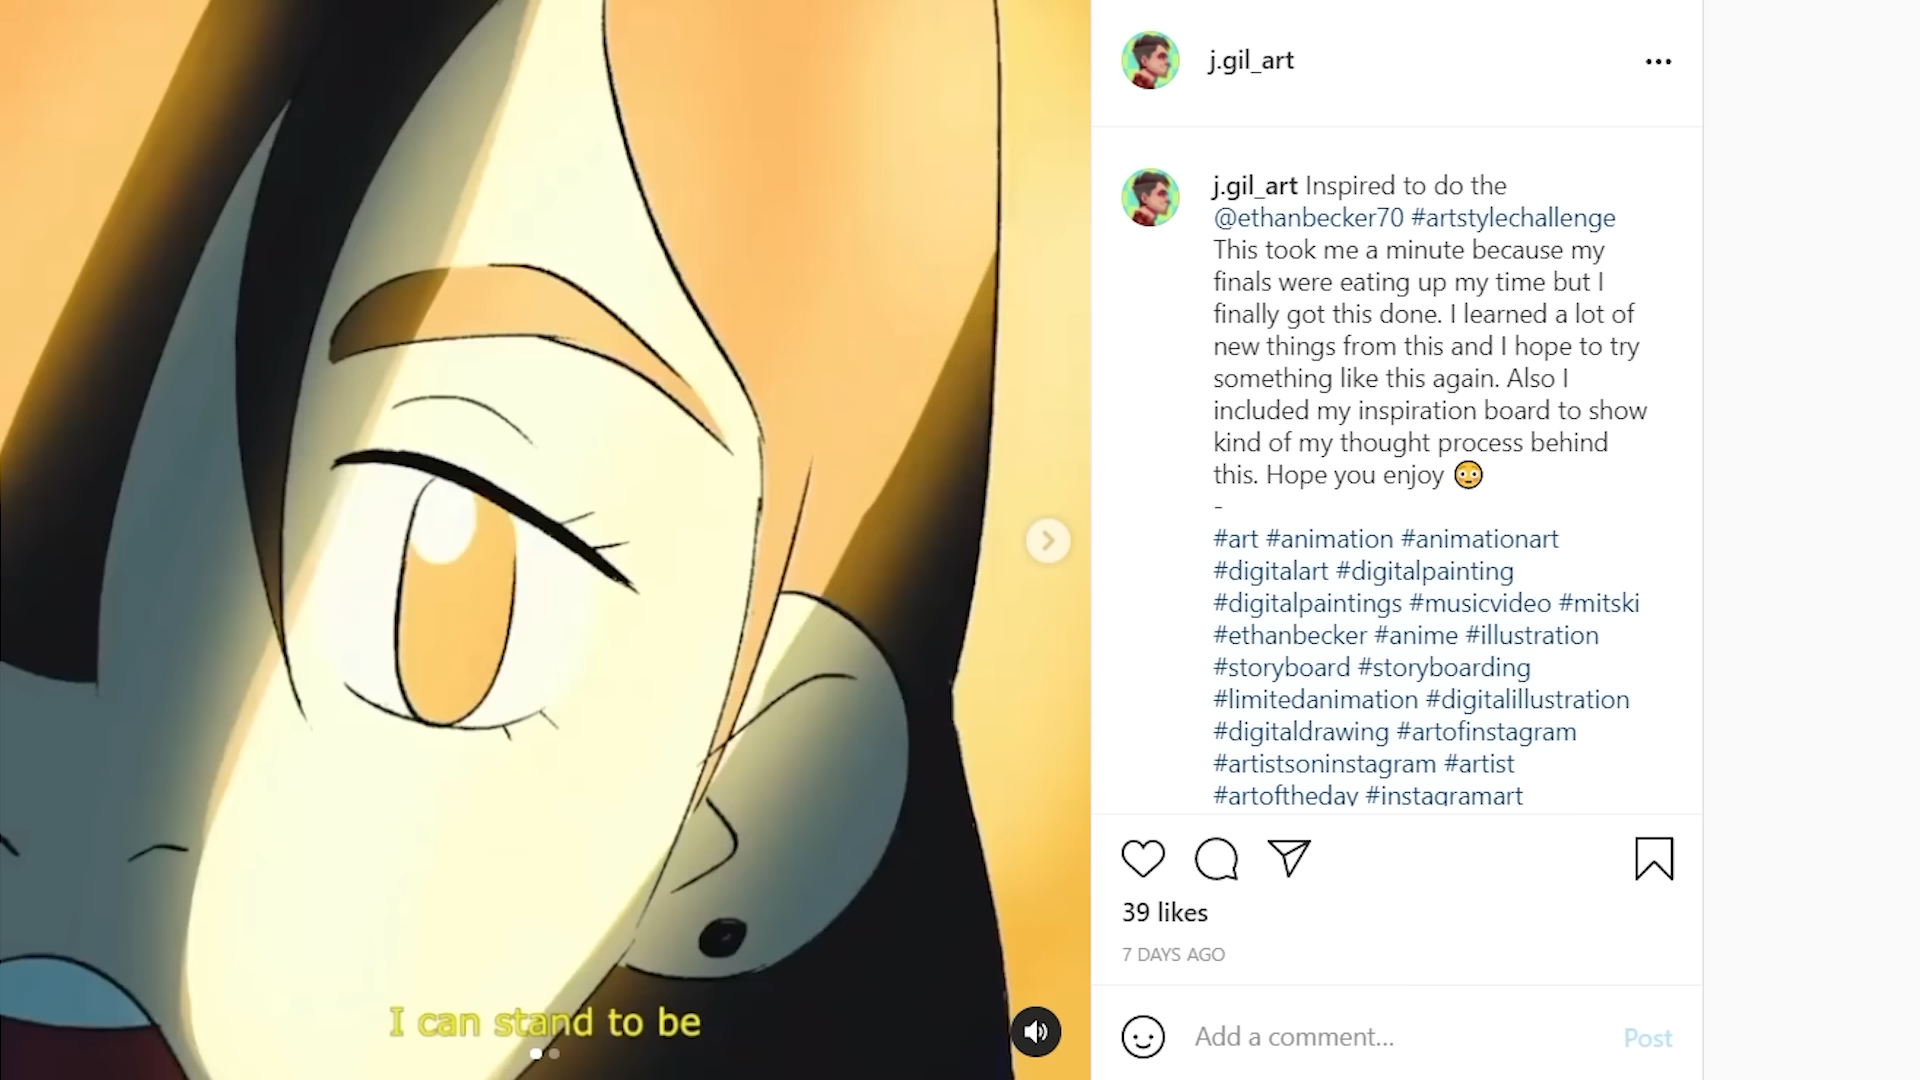 I can stand to be
j.gil_art
j.gil_art Inspired to do the
@ethanbecker70 #artstylechallenge
This took me a minute because my
finals were eating up my time but I
finally got this done. I learned a lot of
new things from this and I hope to try
something like this again. Also I
included my inspiration board to show
kind of my thought process behind
this. Hope you enjoy 😳
-
#art #animation #animationart
#digitalart #digitalpainting
#digitalpaintings #musicvideo #mitski
#ethanbecker #anime #illustration
#storyboard #storyboarding
#limitedanimation #digitalillustration
#digitaldrawing #artofinstagram
#artistsoninstagram #artist
#artoftheday #instagramart
39 likes
7 DAYS AGO
Add a comment...
Post